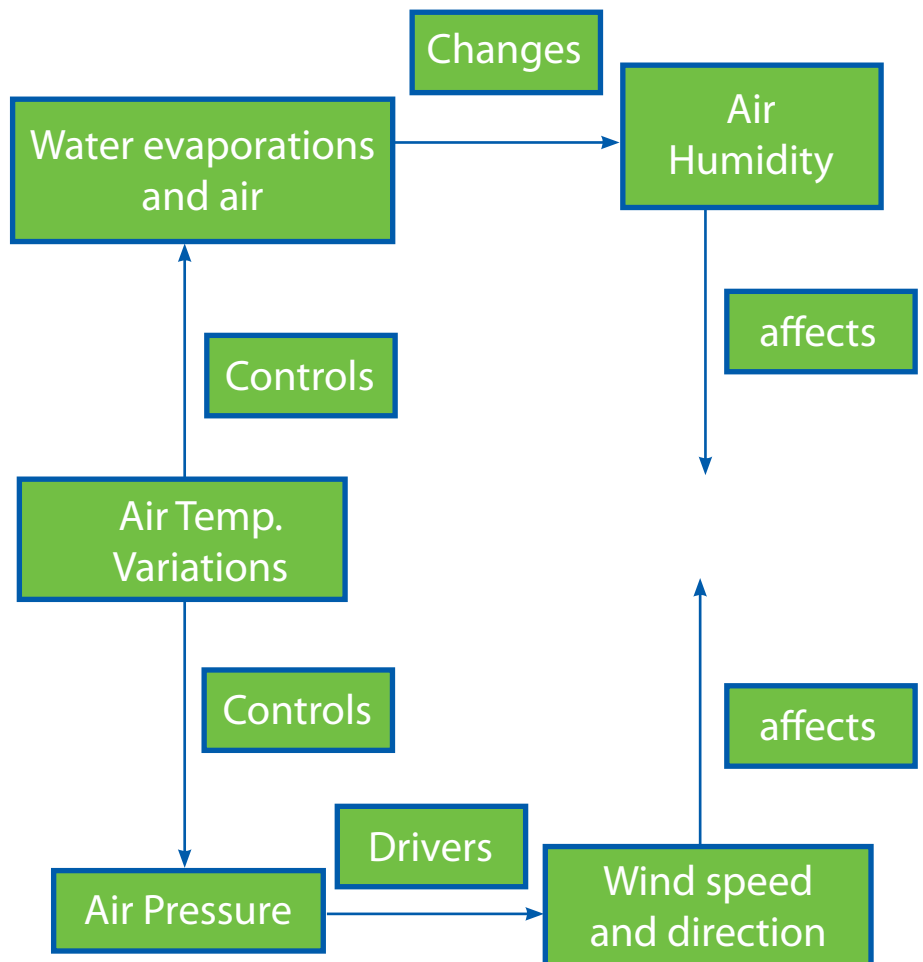 Changes
Air
Humidity
Water evaporations
and air
affects
Controls
Air Temp.
Variations
Controls
affects
Drivers
Wind speed
and direction
Air Pressure